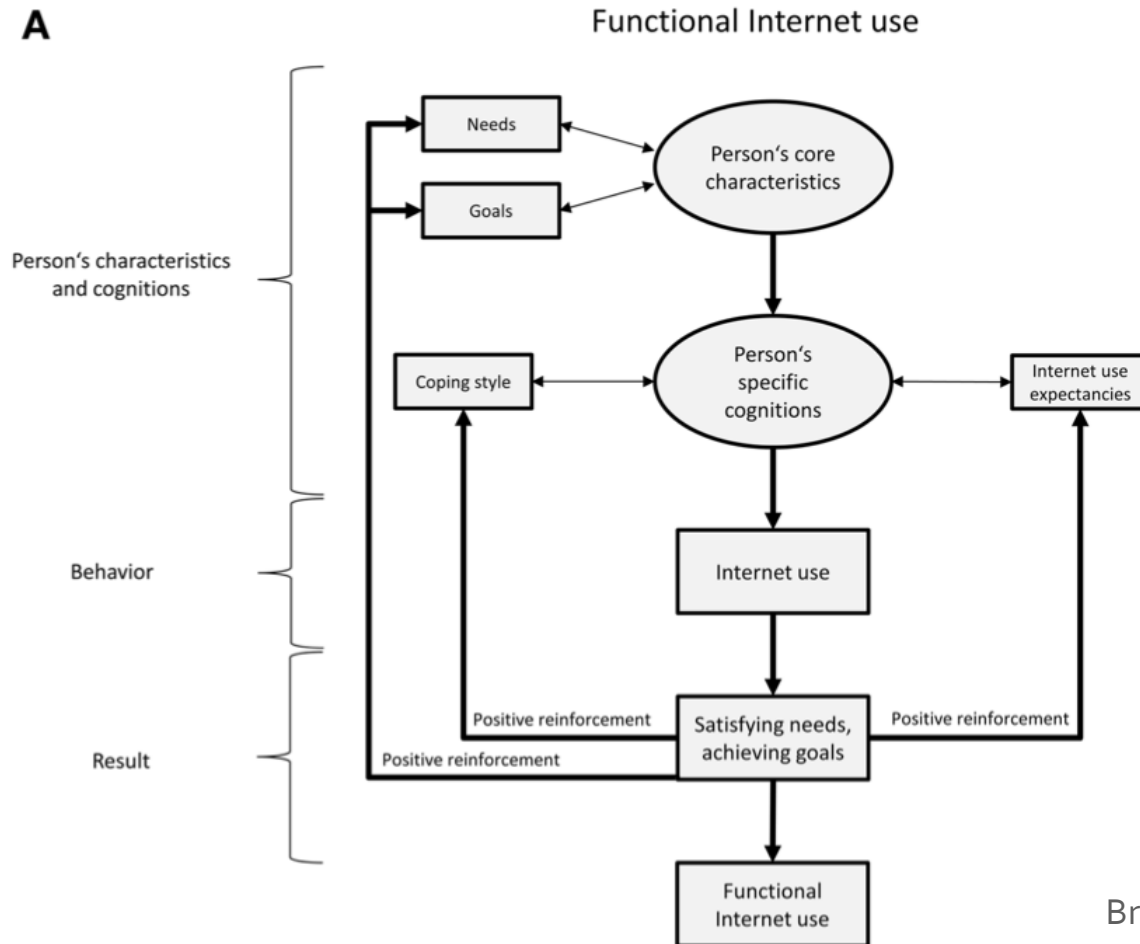 A
Functional Internet use
Needs
Person‘s core
characteristics
Goals
Person‘s characteristics
and cognitions
Coping style
Person‘s
specific
cognitions
Internet use
expectancies
Behavior
Internet use
Positive reinforcement
Satisfying needs,
achieving goals
Positive reinforcement
Result
Positive reinforcement
Functional
Internet use
Br